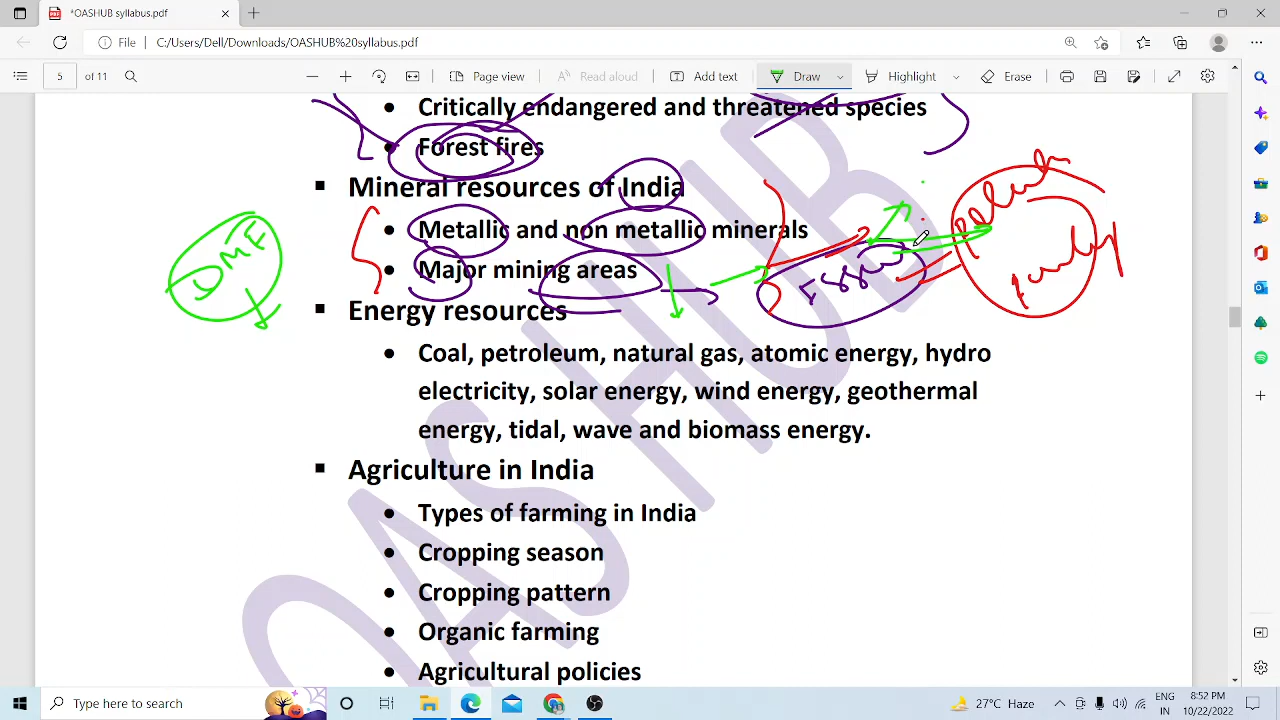 *OASHUB syllabus.pdf
File C:/Users/Dell/Downloads/OASHUB%20syllabus.pdf
5 of 11 Page view Read aloud Add text Draw Highlight Erase
• Critically endangered and threatened species
• Forest fires
▪ Mineral resources of India
• Metallic and non metallic minerals
• Major mining areas
DMF
▪ Energy resources
• Coal, petroleum, natural gas, atomic energy, hydro
electricity, solar energy, wind energy, geothermal
energy, tidal, wave and biomass energy.
▪ Agriculture in India
• Types of farming in India
• Cropping season
• Cropping pattern
• Organic farming
• Agricultural policies
OAS HUB
Type here to search
27°C Haze
ENG
IN
8:52 PM
10/22/2022